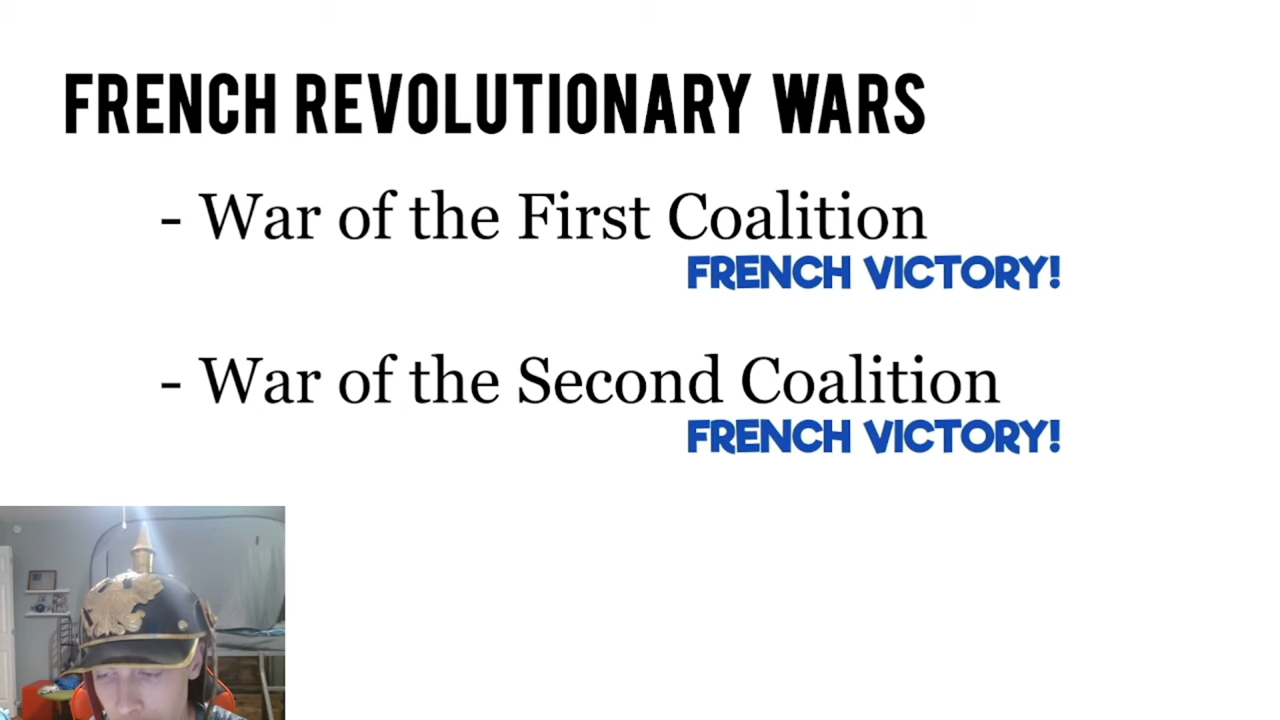 FRENCH REVOLUTIONARY WARS
- War of the First Coalition
FRENCH VICTORY!
- War of the Second Coalition
FRENCH VICTORY!